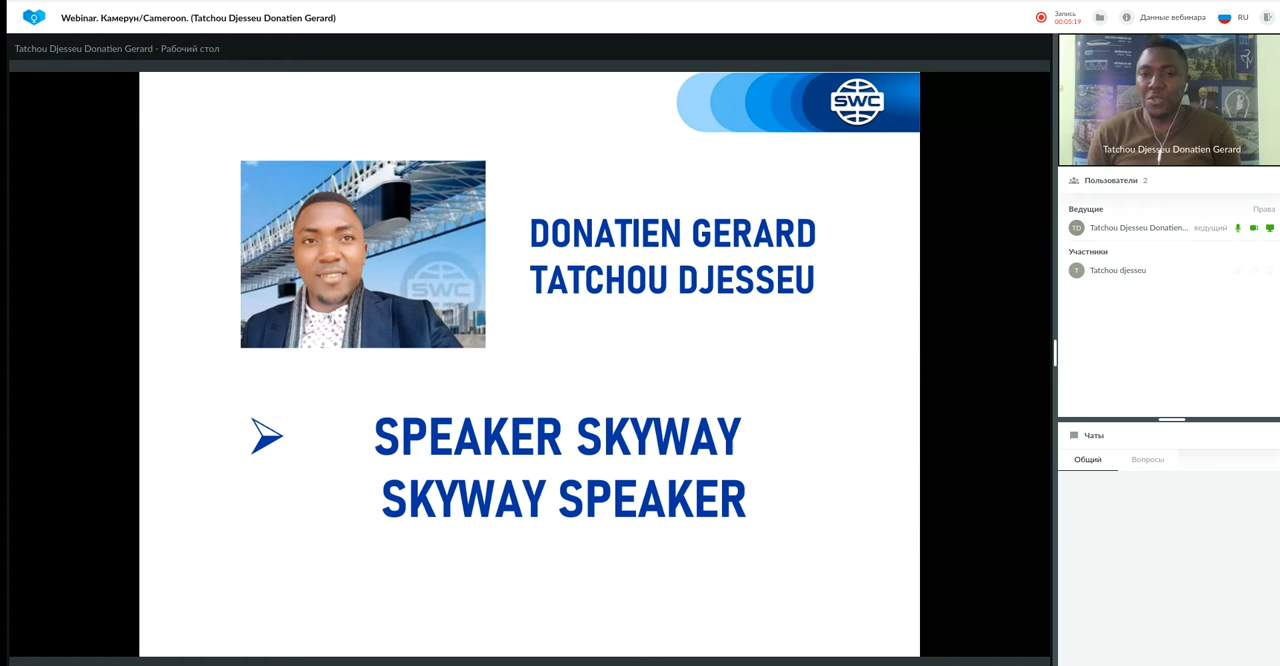 Webinar. Камерун/Cameroon. (Tatchou Djesseu Donatien Gerard)
Запись
00:05:19
Данные вебинара
RU
Tatchou Djesseu Donatien Gerard - Рабочий стол
SWC
DONATIEN GERARD
TATCHOU DJESSEU
SWC
SPEAKER SKYWAY
SKYWAY SPEAKER
Tatchou Djesseu Donatien Gerard
Пользователи 2
Ведущие Права
TD Tatchou Djesseu Donatien... ведущий
Участники
T Tatchou djesseu
Чаты
Общий Вопросы